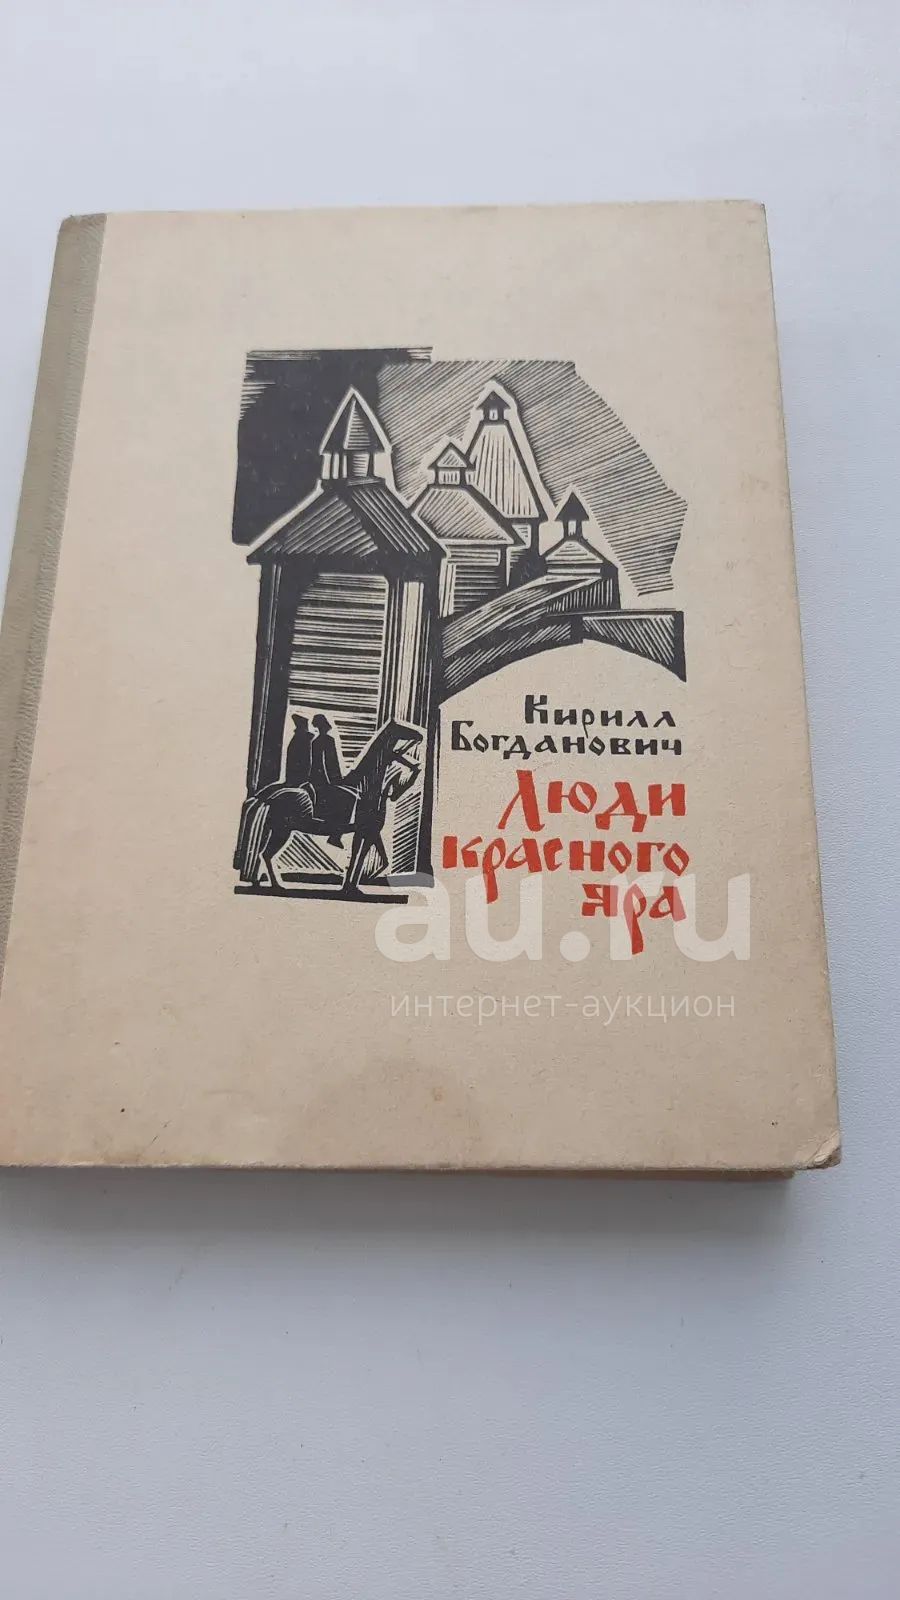 Кирилл
Богданович
Люди
красного
яра
au.ru
интернет-аукцион